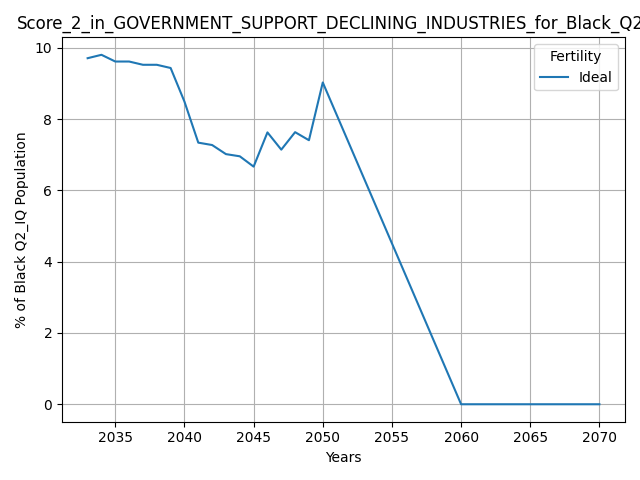 Score_2_in_GOVERNMENT_SUPPORT_DECLINING_INDUSTRIES_for_Black_Q2
Fertility
Ideal
10
8
6
4
2
0
% of Black Q2_IQ Population
2035 2040 2045 2050 2055 2060 2065 2070
Years